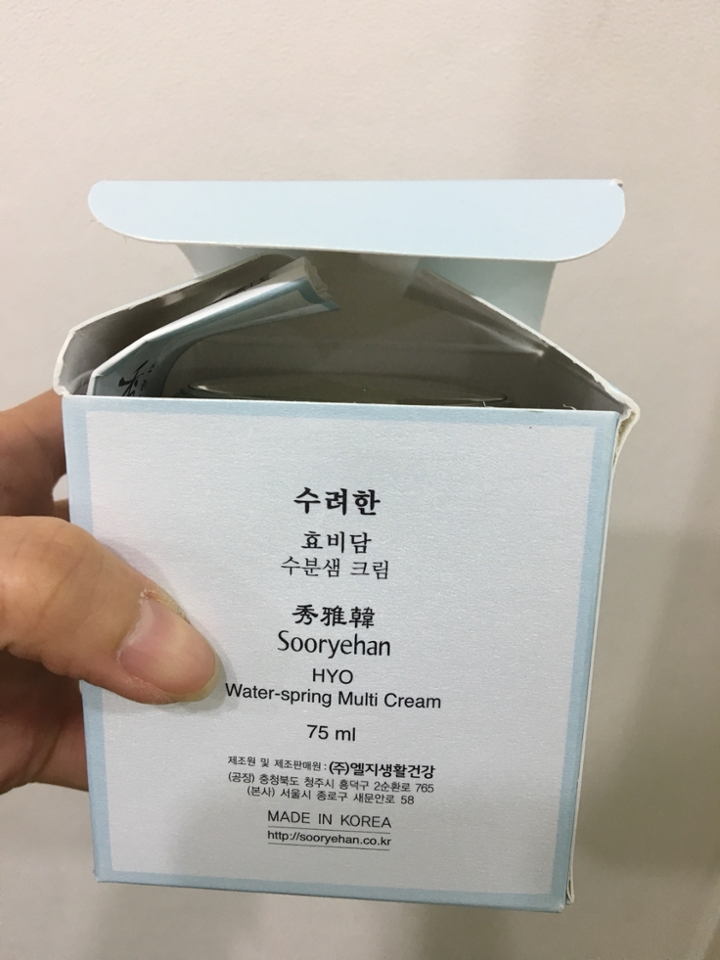 수려한
효비담
수분샘 크림
秀雅韓
Sooryehan
HYO
Water-spring Multi Cream
75 ml
제조원 및 제조판매원 : (주)엘지생활건강
(공장) 충청북도 청주시 흥덕구 2순환로 765
(본사) 서울시 종로구 새문안로 58
MADE IN KOREA
http://sooryehan.co.kr